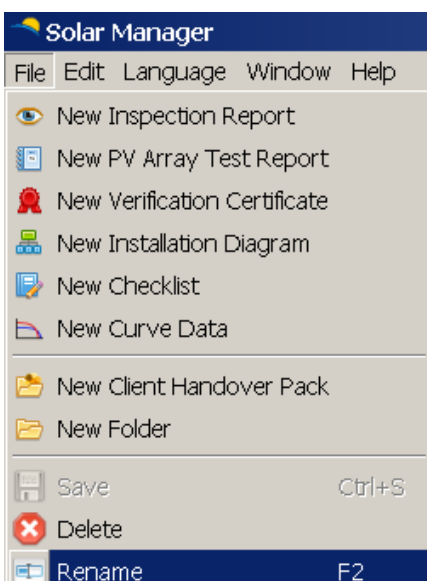 Solar Manager
File Edit Language Window Help
New Inspection Report
New PV Array Test Report
New Verification Certificate
New Installation Diagram
New Checklist
New Curve Data
New Client Handover Pack
New Folder
Save Ctrl+S
Delete
Rename F2